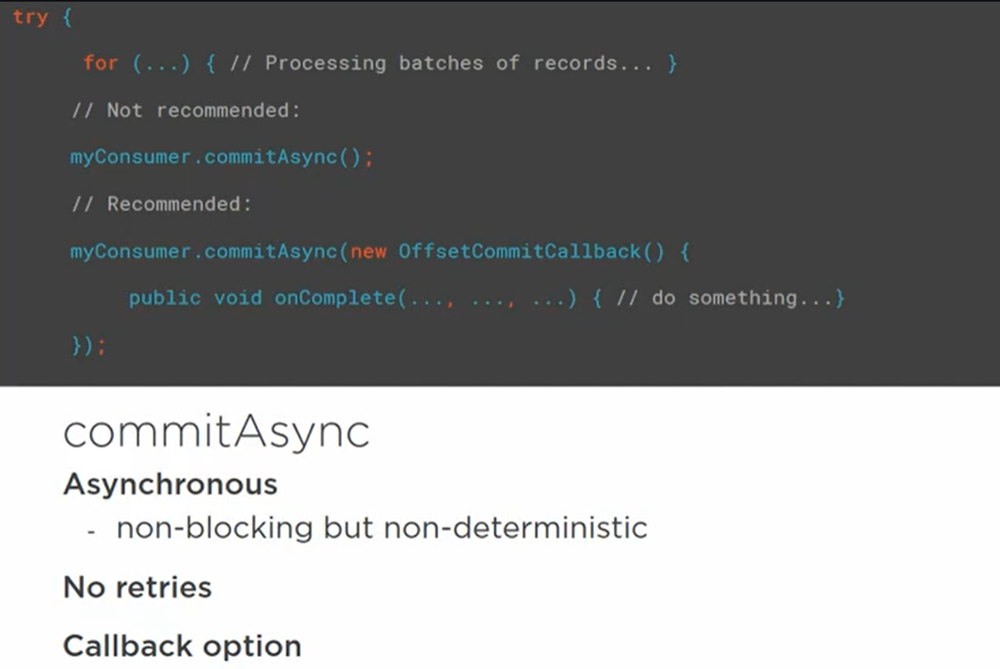 try {
for (...) { // Processing batches of records... }
// Not recommended:
myConsumer.commitAsync();
// Recommended:
myConsumer.commitAsync(new OffsetCommitCallback() {
public void onComplete(..., ..., ...) { // do something...}
});
commitAsync
Asynchronous
- non-blocking but non-deterministic
No retries
Callback option